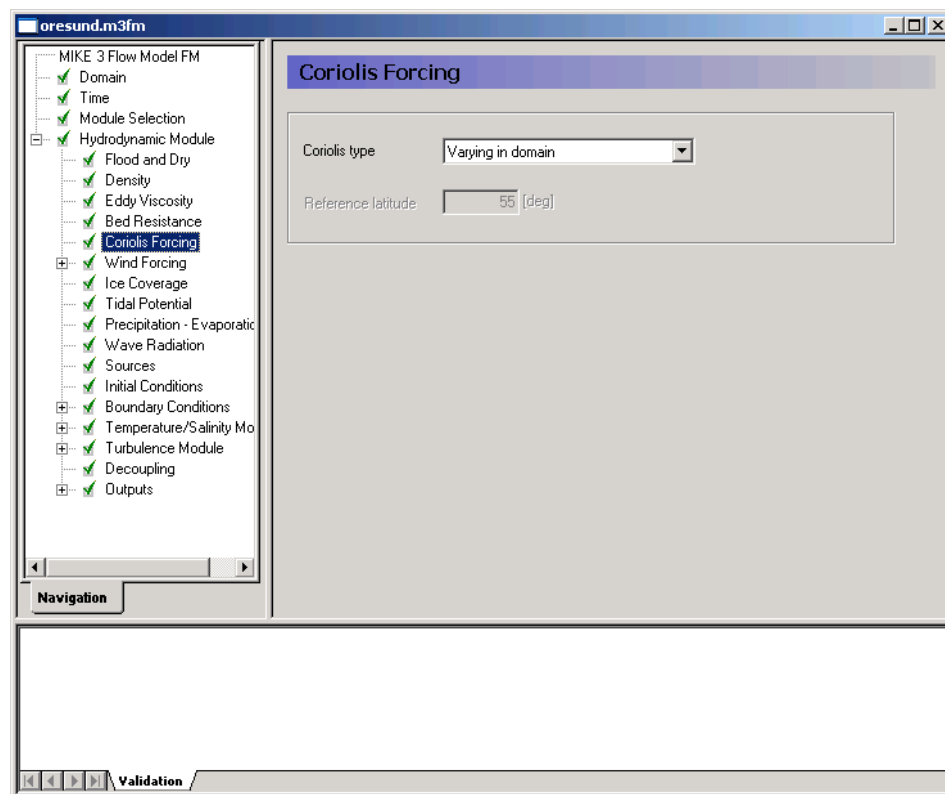 oresund.m3fm
MIKE 3 Flow Model FM
Domain
Time
Module Selection
Hydrodynamic Module
Flood and Dry
Density
Eddy Viscosity
Bed Resistance
Coriolis Forcing
Wind Forcing
Ice Coverage
Tidal Potential
Precipitation - Evaporatic
Wave Radiation
Sources
Initial Conditions
Boundary Conditions
Temperature/Salinity Mo
Turbulence Module
Decoupling
Outputs
Navigation
Coriolis Forcing
Coriolis type Varying in domain
Reference latitude 55 [deg]
Validation